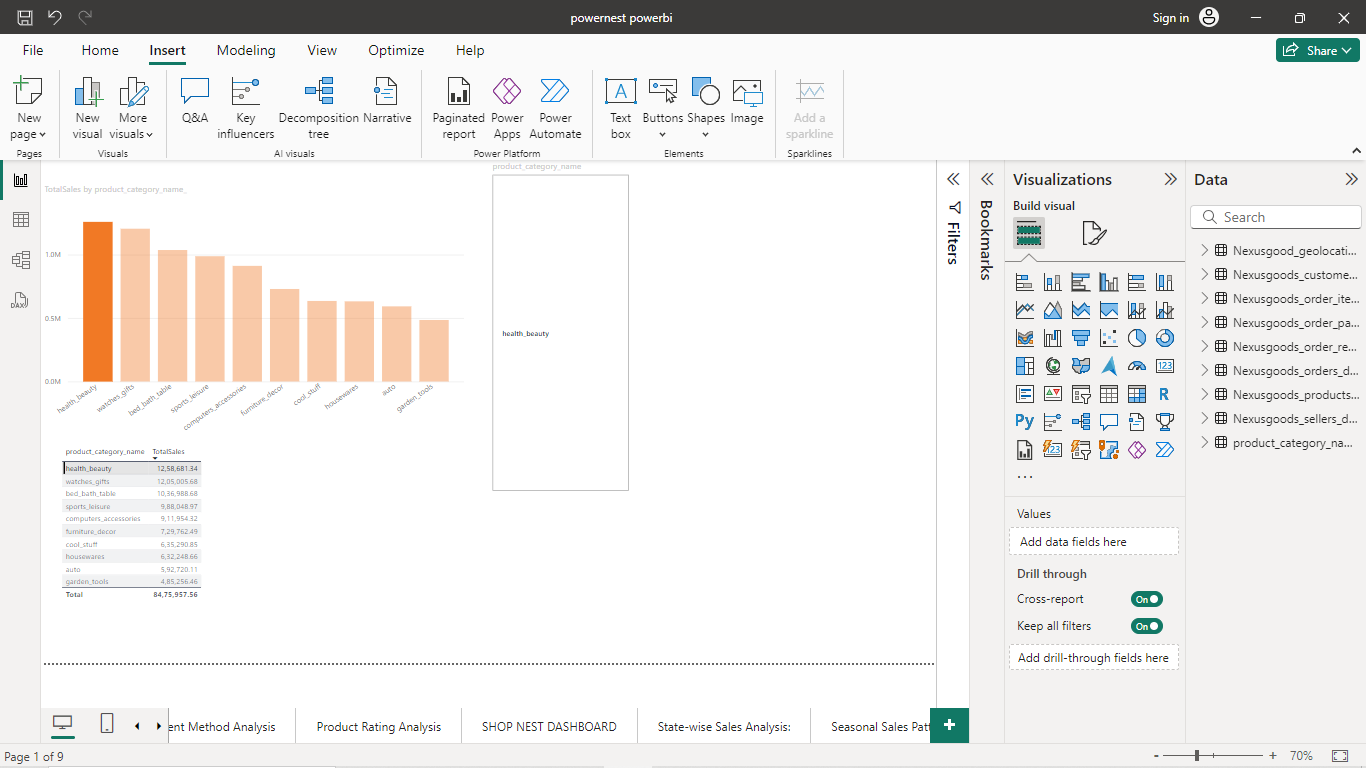 powernest powerbi
Sign in
File Home Insert Modeling View Optimize Help
Share
New page
New visual
More visuals
Q&A
Key influencers
Decomposition tree
Narrative
Paginated report
Power Apps
Power Automate
Text box
Buttons
Shapes
Image
Add a sparkline
Pages
Visuals
AI visuals
Power Platform
Elements
Sparklines
DAX
TotalSales by product_category_name_
1.0M
0.5M
0.0M
health_beauty
watches_gifts
bed_bath_table
sports_leisure
computers_accessories
furniture_decor
cool_stuff
housewares
auto
garden_tools
product_category_name
health_beauty
product_category_name TotalSales
health_beauty 12,58,681.34
watches_gifts 12,05,005.68
bed_bath_table 10,36,988.68
sports_leisure 9,88,048.97
computers_accessories 9,11,954.32
furniture_decor 7,29,762.49
cool_stuff 6,35,290.85
housewares 6,32,248.66
auto 5,92,720.11
garden_tools 4,85,256.46
Total 84,75,957.56
Filters
Bookmarks
Visualizations
Build visual
123
R
Py
123
...
Values
Add data fields here
Drill through
Cross-report On
Keep all filters On
Add drill-through fields here
Data
Search
Nexusgood_geolocati...
Nexusgoods_custome...
Nexusgoods_order_ite...
Nexusgoods_order_pa...
Nexusgoods_order_re...
Nexusgoods_orders_d...
Nexusgoods_products...
Nexusgoods_sellers_d...
product_category_na...
ent Method Analysis
Product Rating Analysis
SHOP NEST DASHBOARD
State-wise Sales Analysis:
Seasonal Sales Patt
+
Page 1 of 9
- + 70%